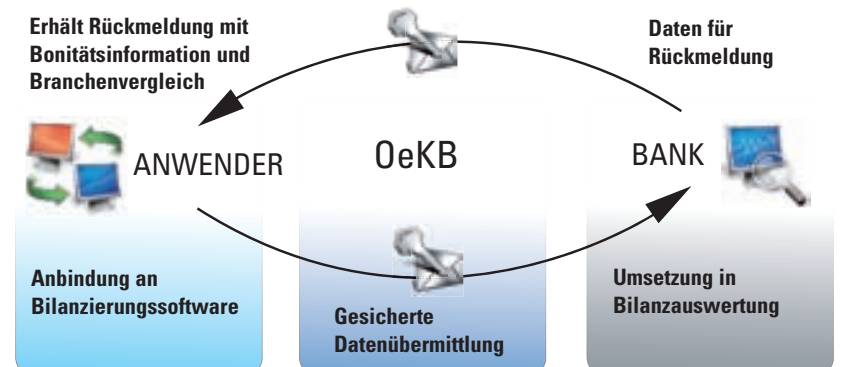 Erhält Rückmeldung mit
Bonitätsinformation und
Branchenvergleich
Daten für
Rückmeldung
ANWENDER
OeKB
BANK
Anbindung an
Bilanzierungssoftware
Gesicherte
Datenübermittlung
Umsetzung in
Bilanzauswertung